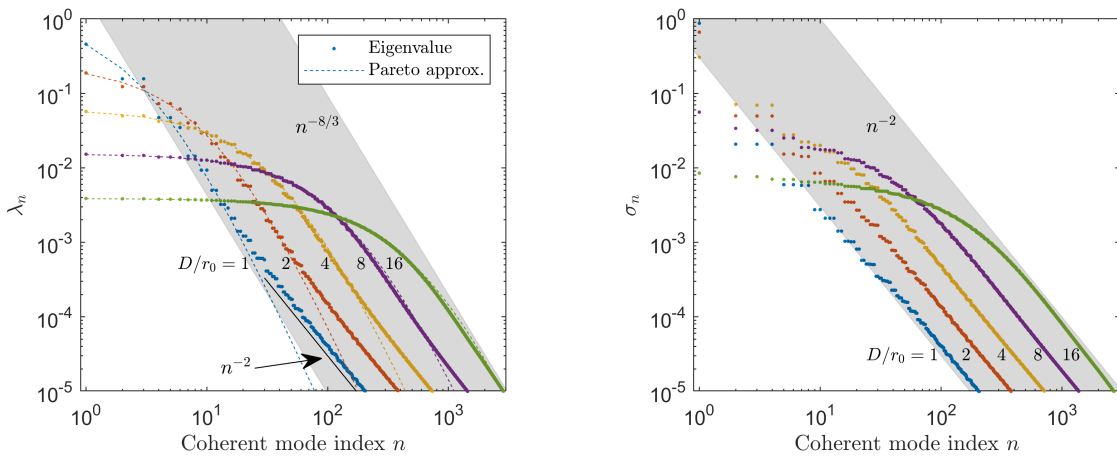 10^0
10^-1
10^-2
10^-3
10^-4
10^-5
λ_n
Eigenvalue
Pareto approx.
n^{-8/3}
D/r_0 = 1 2 4 8 16
n^{-2}
10^0 10^1 10^2 10^3
Coherent mode index n
10^0
10^-1
10^-2
10^-3
10^-4
10^-5
σ_n
n^{-2}
D/r_0 = 1 2 4 8 16
10^0 10^1 10^2 10^3
Coherent mode index n